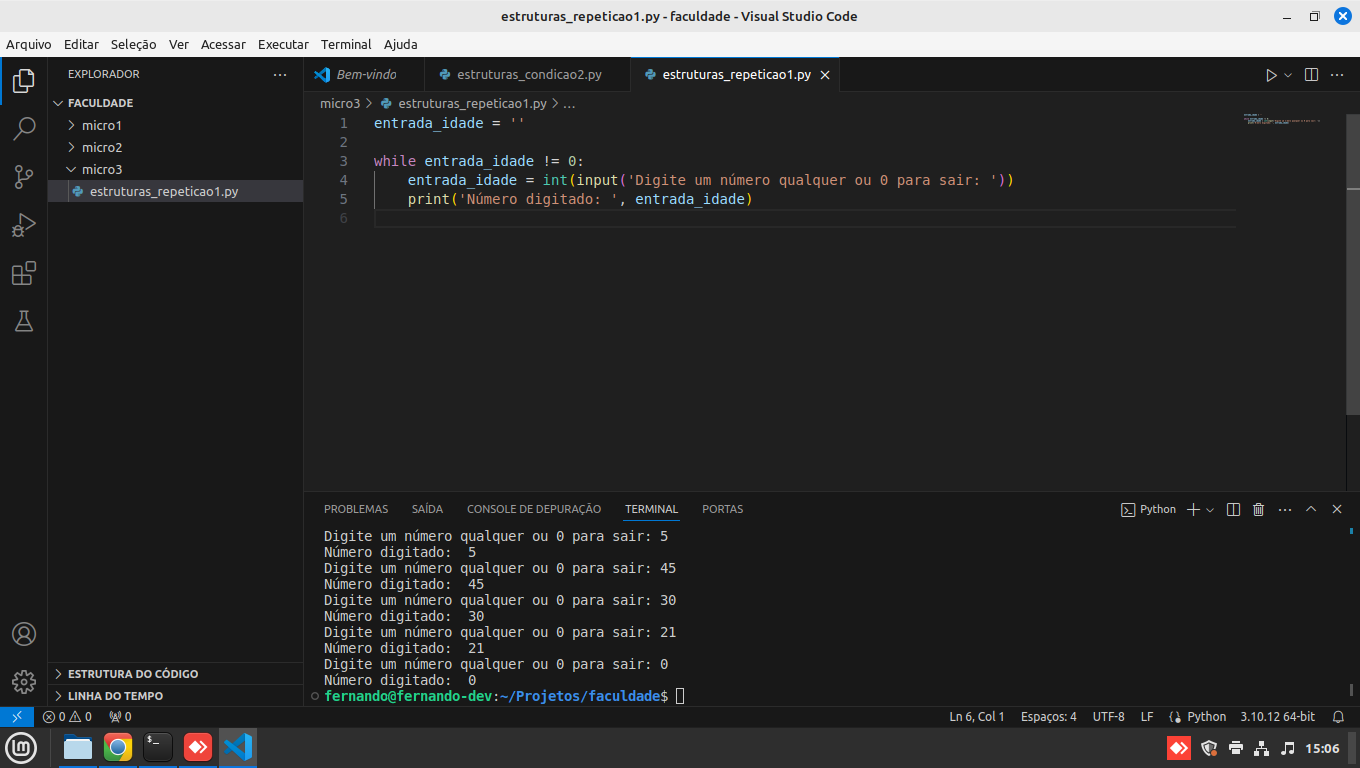 estruturas_repeticao1.py - faculdade - Visual Studio Code
Arquivo Editar Seleção Ver Acessar Executar Terminal Ajuda
EXPLORADOR
FACULDADE
micro1
micro2
micro3
estruturas_repeticao1.py
ESTRUTURA DO CÓDIGO
LINHA DO TEMPO
Bem-vindo estruturas_condicao2.py estruturas_repeticao1.py
micro3 > estruturas_repeticao1.py > ...
1 entrada_idade = ''
2
3 while entrada_idade != 0:
4 entrada_idade = int(input('Digite um número qualquer ou 0 para sair: '))
5 print('Número digitado: ', entrada_idade)
6
PROBLEMAS SAÍDA CONSOLE DE DEPURAÇÃO TERMINAL PORTAS Python
Digite um número qualquer ou 0 para sair: 5
Número digitado:  5
Digite um número qualquer ou 0 para sair: 45
Número digitado:  45
Digite um número qualquer ou 0 para sair: 30
Número digitado:  30
Digite um número qualquer ou 0 para sair: 21
Número digitado:  21
Digite um número qualquer ou 0 para sair: 0
Número digitado:  0
fernando@fernando-dev:~/Projetos/faculdade$
0 0 0 Ln 6, Col 1 Espaços: 4 UTF-8 LF Python 3.10.12 64-bit
15:06